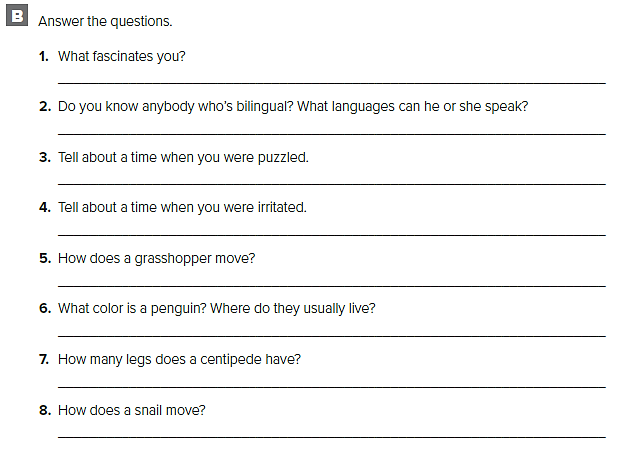 B Answer the questions.
1. What fascinates you?
2. Do you know anybody who's bilingual? What languages can he or she speak?
3. Tell about a time when you were puzzled.
4. Tell about a time when you were irritated.
5. How does a grasshopper move?
6. What color is a penguin? Where do they usually live?
7. How many legs does a centipede have?
8. How does a snail move?